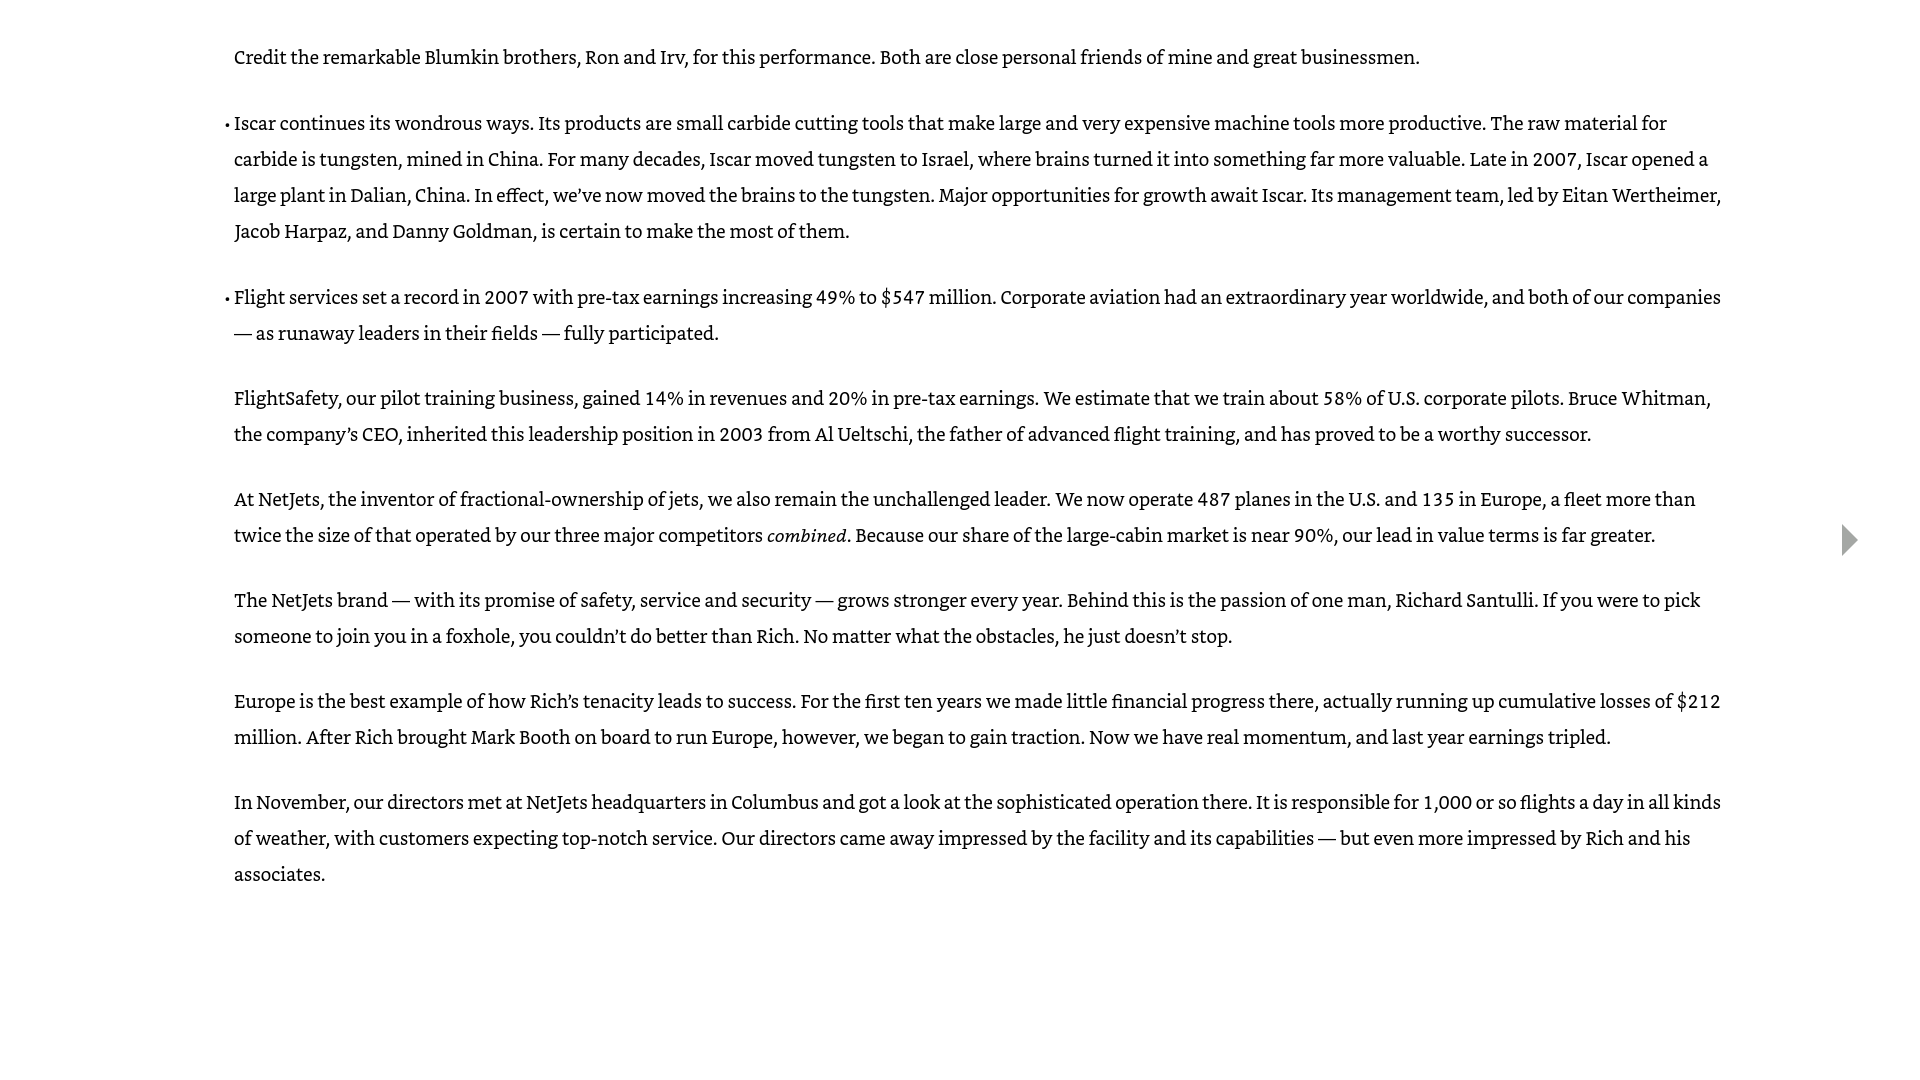 Credit the remarkable Blumkin brothers, Ron and Irv, for this performance. Both are close personal friends of mine and great businessmen.
• Iscar continues its wondrous ways. Its products are small carbide cutting tools that make large and very expensive machine tools more productive. The raw material for
carbide is tungsten, mined in China. For many decades, Iscar moved tungsten to Israel, where brains turned it into something far more valuable. Late in 2007, Iscar opened a
large plant in Dalian, China. In effect, we’ve now moved the brains to the tungsten. Major opportunities for growth await Iscar. Its management team, led by Eitan Wertheimer,
Jacob Harpaz, and Danny Goldman, is certain to make the most of them.
• Flight services set a record in 2007 with pre-tax earnings increasing 49% to $547 million. Corporate aviation had an extraordinary year worldwide, and both of our companies
— as runaway leaders in their fields — fully participated.
FlightSafety, our pilot training business, gained 14% in revenues and 20% in pre-tax earnings. We estimate that we train about 58% of U.S. corporate pilots. Bruce Whitman,
the company’s CEO, inherited this leadership position in 2003 from Al Ueltschi, the father of advanced flight training, and has proved to be a worthy successor.
At NetJets, the inventor of fractional-ownership of jets, we also remain the unchallenged leader. We now operate 487 planes in the U.S. and 135 in Europe, a fleet more than
twice the size of that operated by our three major competitors combined. Because our share of the large-cabin market is near 90%, our lead in value terms is far greater.
The NetJets brand — with its promise of safety, service and security — grows stronger every year. Behind this is the passion of one man, Richard Santulli. If you were to pick
someone to join you in a foxhole, you couldn’t do better than Rich. No matter what the obstacles, he just doesn’t stop.
Europe is the best example of how Rich’s tenacity leads to success. For the first ten years we made little financial progress there, actually running up cumulative losses of $212
million. After Rich brought Mark Booth on board to run Europe, however, we began to gain traction. Now we have real momentum, and last year earnings tripled.
In November, our directors met at NetJets headquarters in Columbus and got a look at the sophisticated operation there. It is responsible for 1,000 or so flights a day in all kinds
of weather, with customers expecting top-notch service. Our directors came away impressed by the facility and its capabilities — but even more impressed by Rich and his
associates.